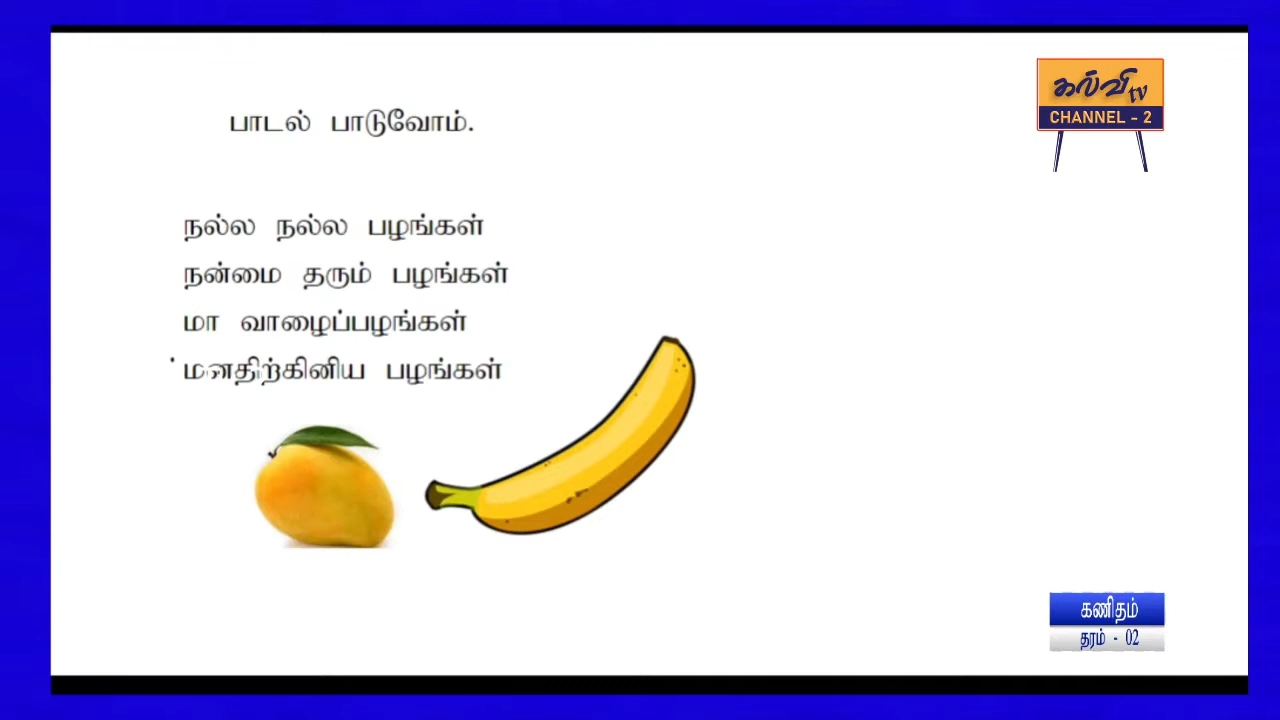 கல்வி tv
CHANNEL - 2
பாடல் பாடுவோம்.
நல்ல நல்ல பழங்கள்
நன்மை தரும் பழங்கள்
மா வாழைப்பழங்கள்
மனதிற்கினிய பழங்கள்
கணிதம்
தரம் - 02